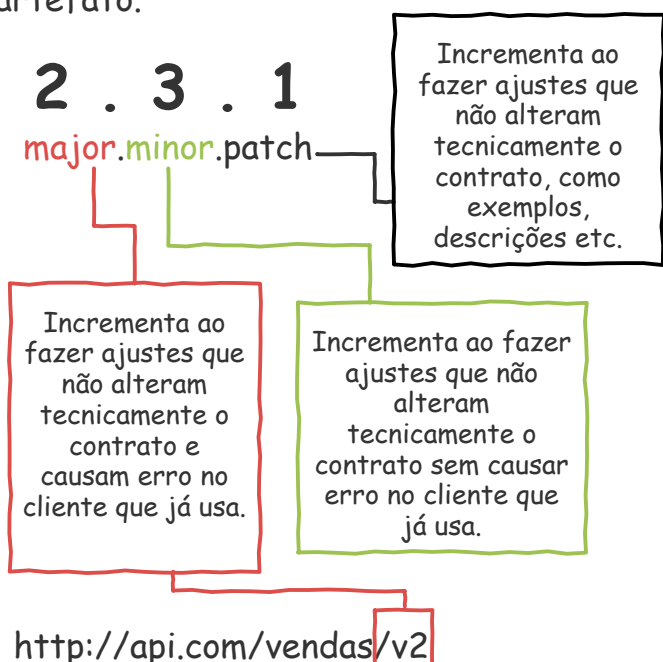 artefato.
2 . 3 . 1
major.minor.patch
Incrementa ao
fazer ajustes que
não alteram
tecnicamente o
contrato, como
exemplos,
descrições etc.
Incrementa ao
fazer ajustes que
não alteram
tecnicamente o
contrato e
causam erro no
cliente que já usa.
Incrementa ao fazer
ajustes que não
alteram
tecnicamente o
contrato sem causar
erro no cliente que
já usa.
http://api.com/vendas/v2